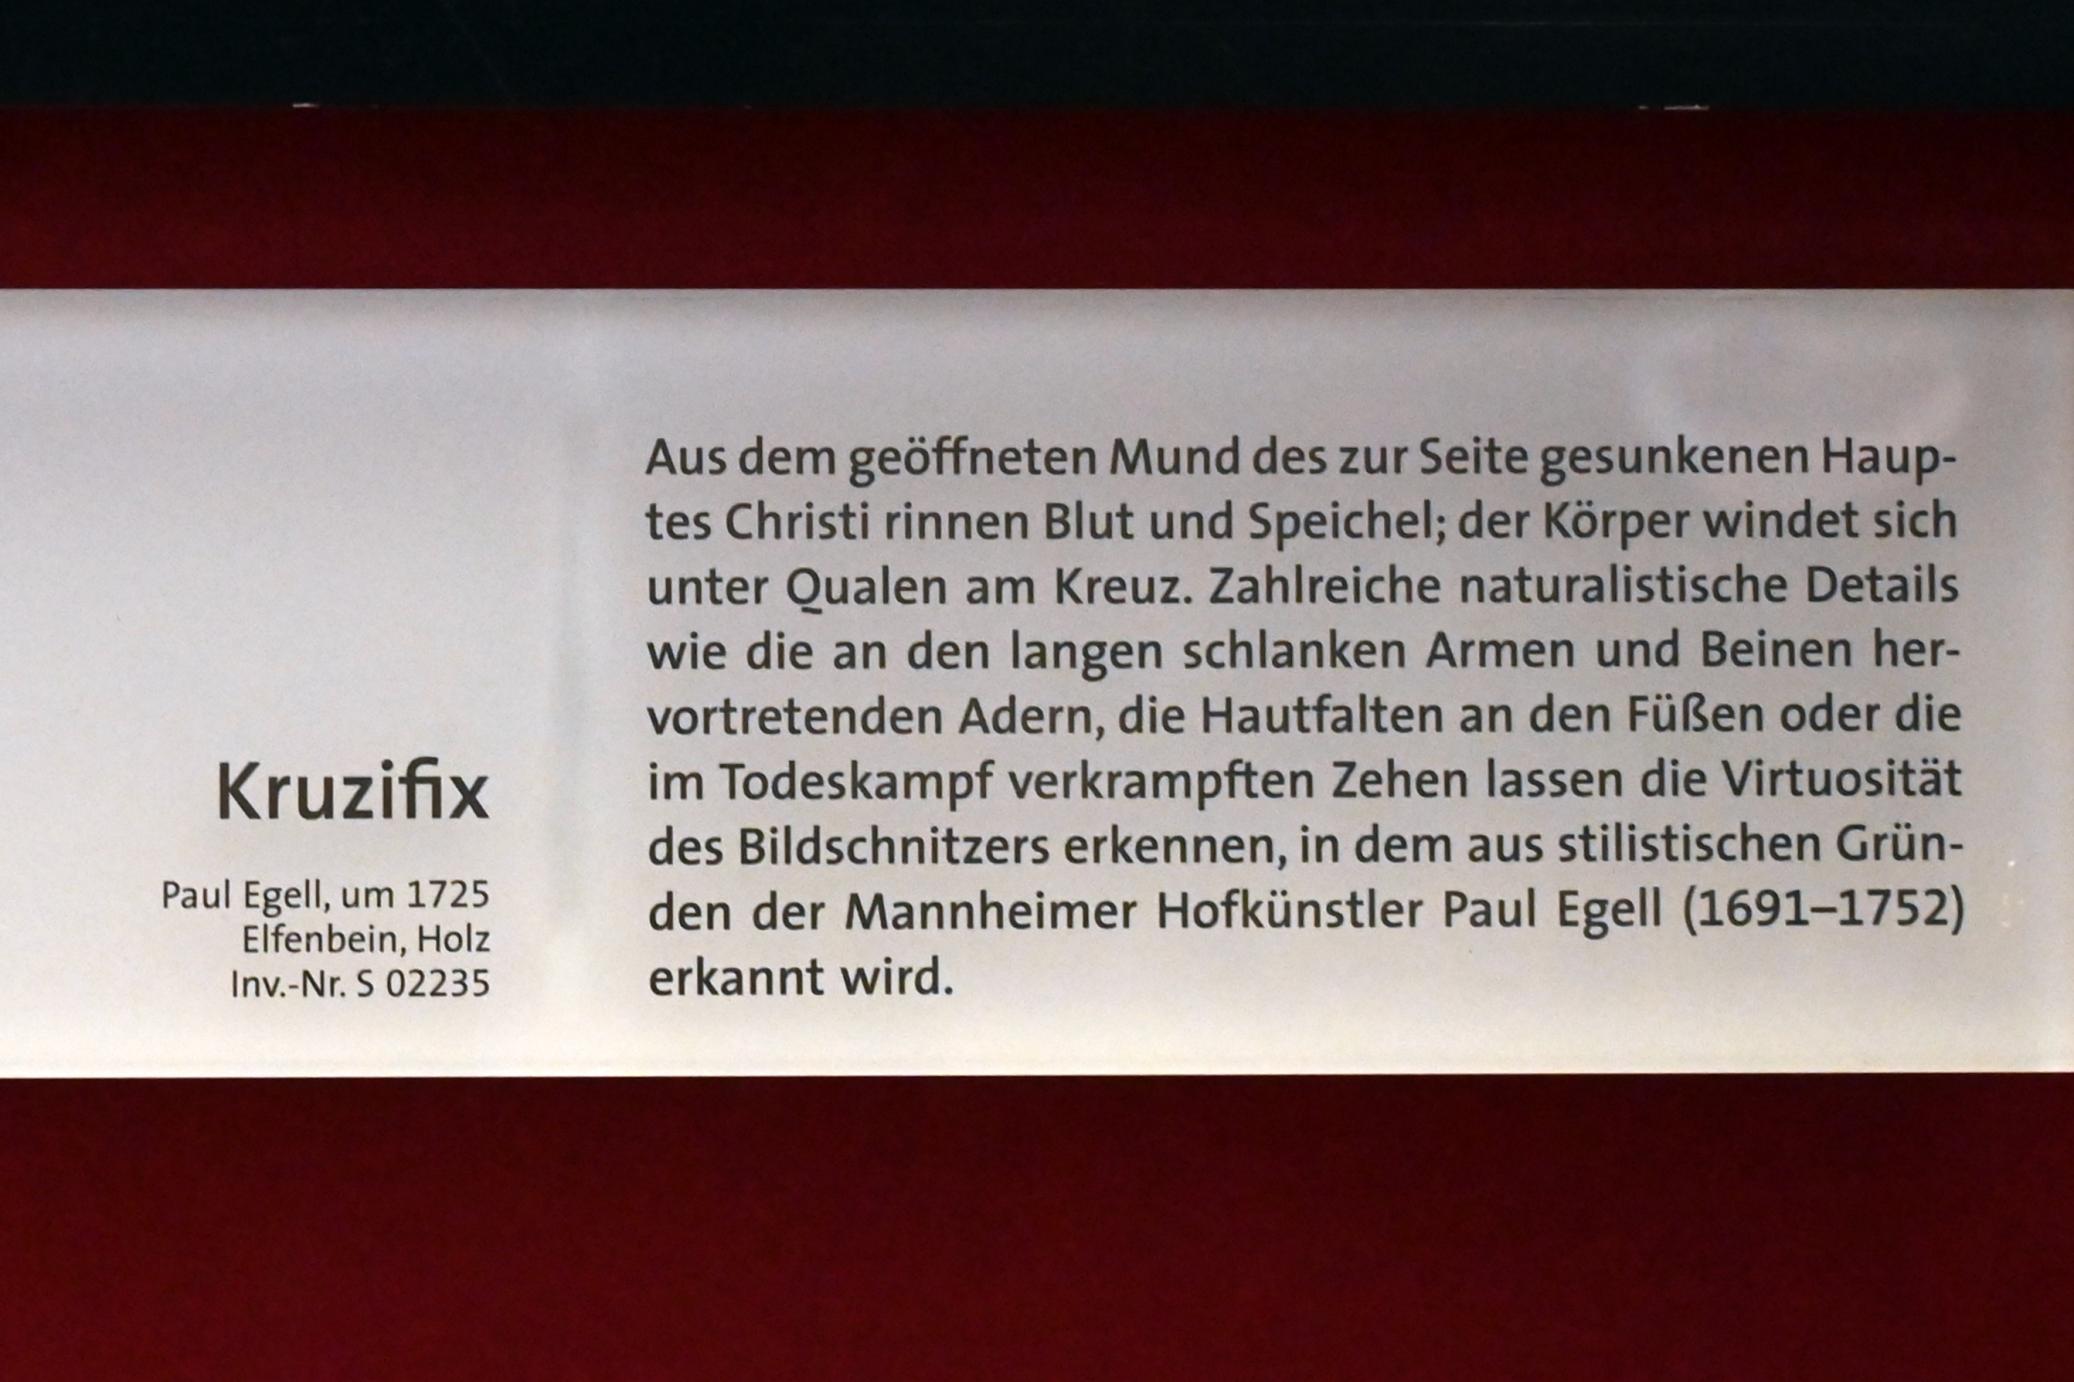 Kruzifix
Paul Egell, um 1725
Elfenbein, Holz
Inv.-Nr. S 02235
Aus dem geöffneten Mund des zur Seite gesunkenen Haup-
tes Christi rinnen Blut und Speichel; der Körper windet sich
unter Qualen am Kreuz. Zahlreiche naturalistische Details
wie die an den langen schlanken Armen und Beinen her-
vortretenden Adern, die Hautfalten an den Füßen oder die
im Todeskampf verkrampften Zehen lassen die Virtuosität
des Bildschnitzers erkennen, in dem aus stilistischen Grün-
den der Mannheimer Hofkünstler Paul Egell (1691–1752)
erkannt wird.